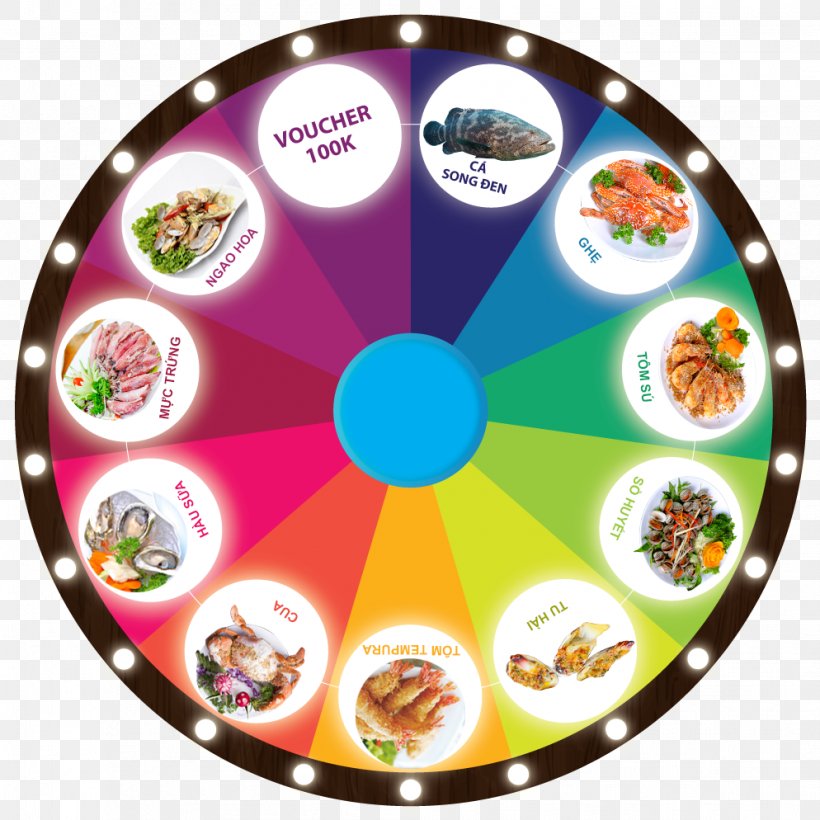 VOUCHER
100K
CÁ
SONG ĐEN
GHẸ
TÔM SÚ
SÒ HUYẾT
TU HÀI
TÔM TEMPURA
CUA
HÀU SỮA
MỰC TRỨNG
NGAO HOA